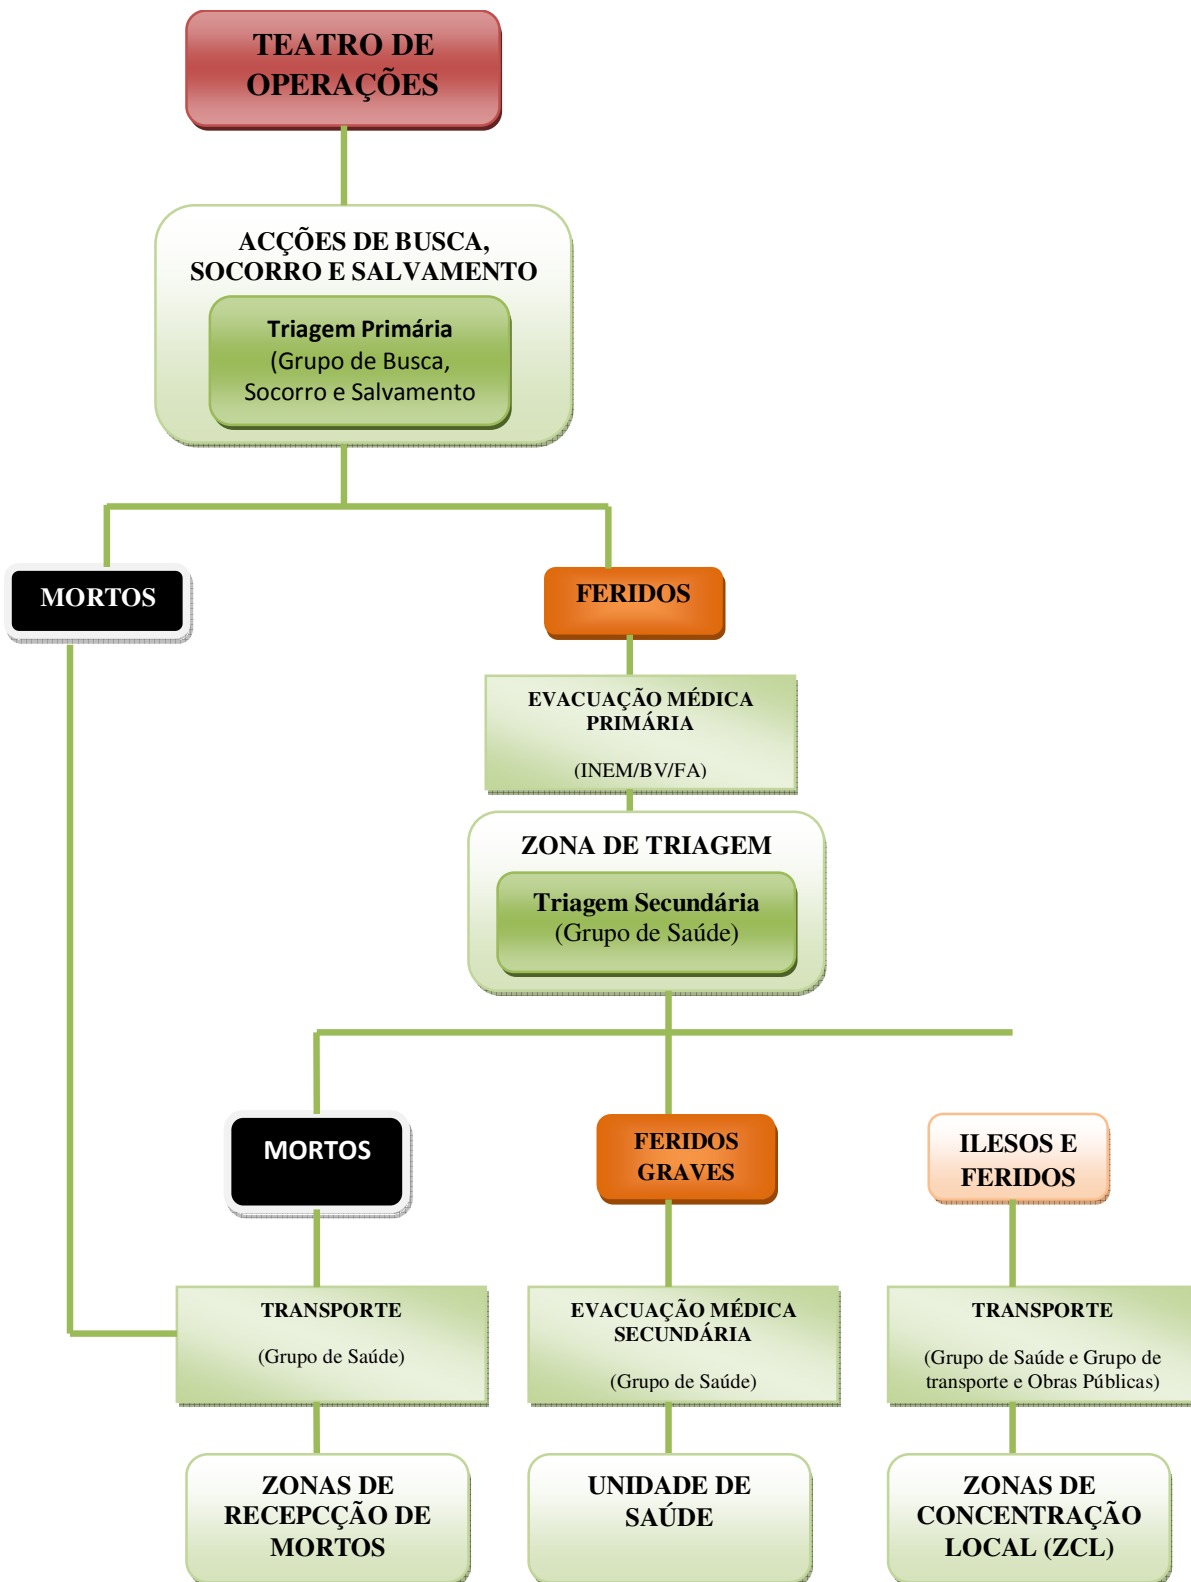 TEATRO DE
OPERAÇÕES
ACÇÕES DE BUSCA,
SOCORRO E SALVAMENTO
Triagem Primária
(Grupo de Busca,
Socorro e Salvamento
MORTOS
FERIDOS
EVACUAÇÃO MÉDICA
PRIMÁRIA
(INEM/BV/FA)
ZONA DE TRIAGEM
Triagem Secundária
(Grupo de Saúde)
MORTOS
FERIDOS
GRAVES
ILESOS E
FERIDOS
TRANSPORTE
(Grupo de Saúde)
EVACUAÇÃO MÉDICA
SECUNDÁRIA
(Grupo de Saúde)
TRANSPORTE
(Grupo de Saúde e Grupo de
transporte e Obras Públicas)
ZONAS DE
RECEPCÇÃO DE
MORTOS
UNIDADE DE
SAÚDE
ZONAS DE
CONCENTRAÇÃO
LOCAL (ZCL)